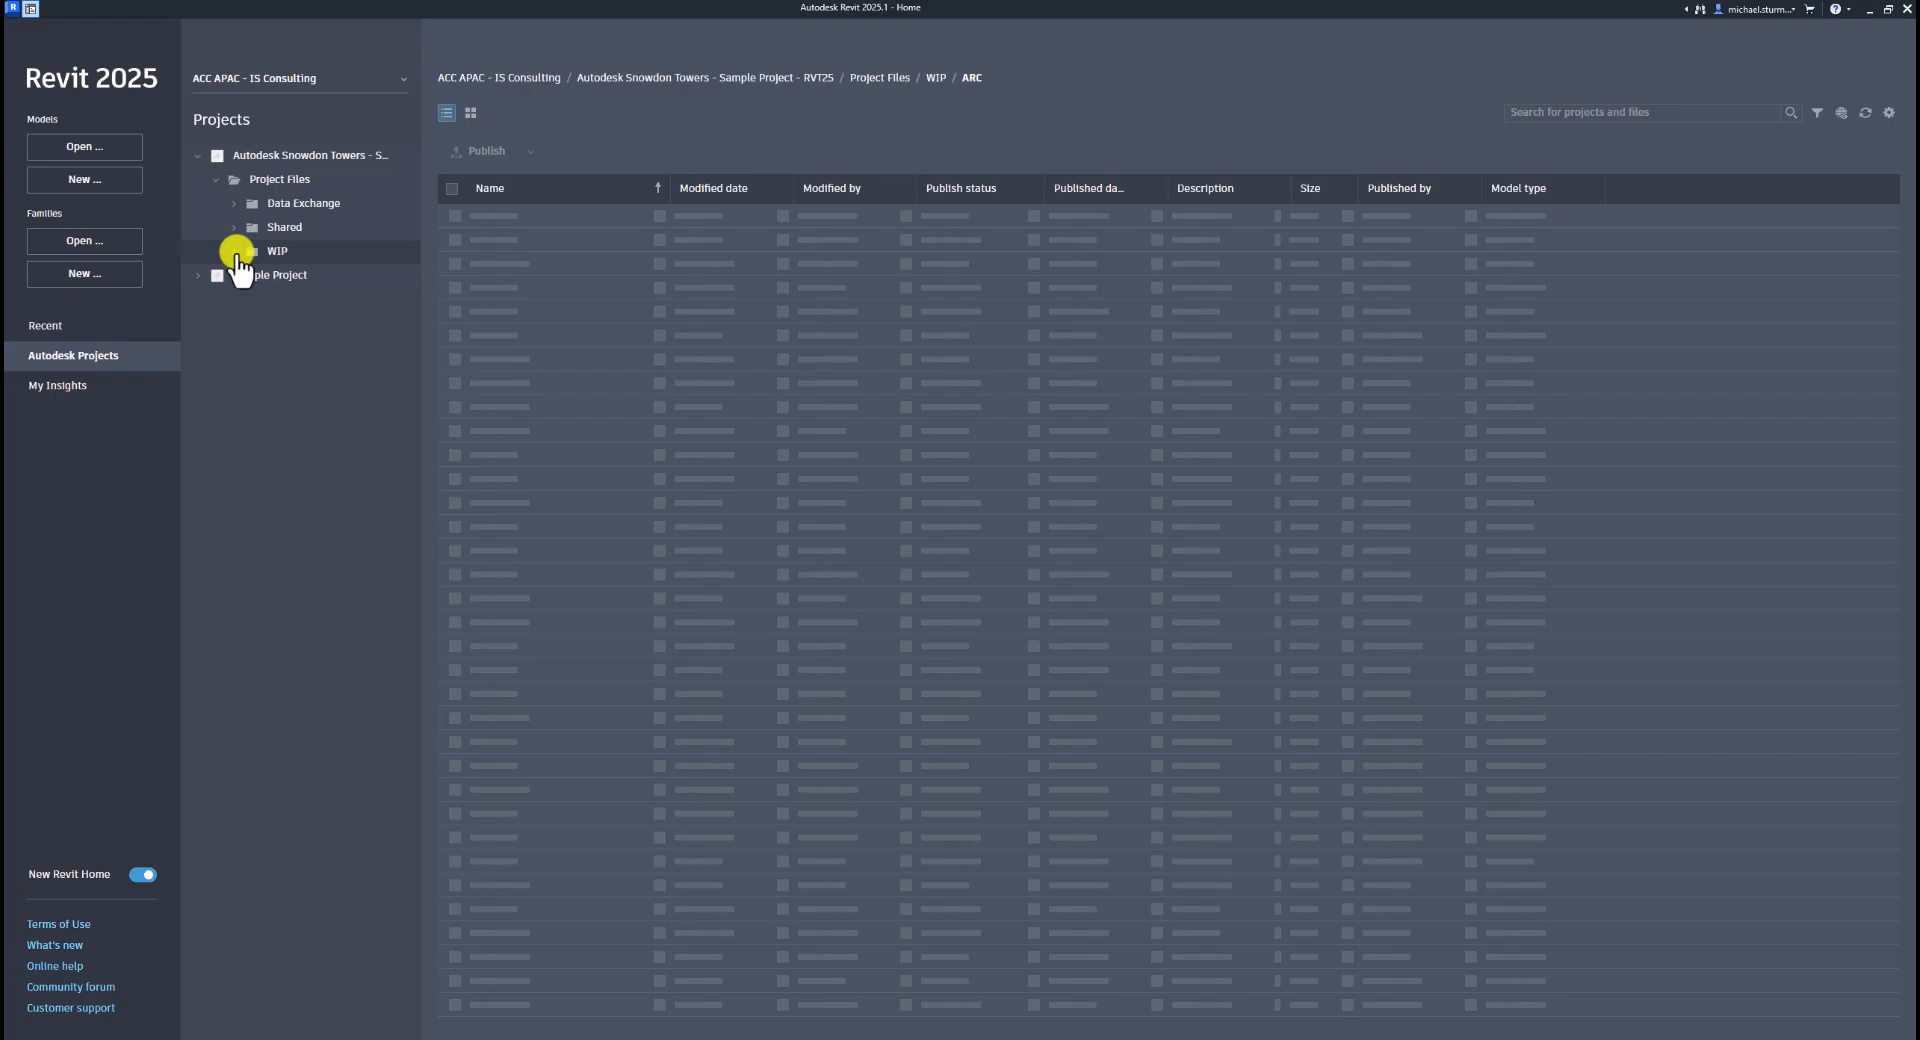 Autodesk Revit 2025.1 - Home
michael.sturm...
Revit 2025
Models
Open ...
New ...
Families
Open ...
New ...
Recent
Autodesk Projects
My Insights
New Revit Home
Terms of Use
What's new
Online help
Community forum
Customer support
ACC APAC - IS Consulting
Projects
Autodesk Snowdon Towers - S...
Project Files
Data Exchange
Shared
WIP
ple Project
ACC APAC - IS Consulting / Autodesk Snowdon Towers - Sample Project - RVT25 / Project Files / WIP / ARC
Search for projects and files
Publish
Name Modified date Modified by Publish status Published da... Description Size Published by Model type